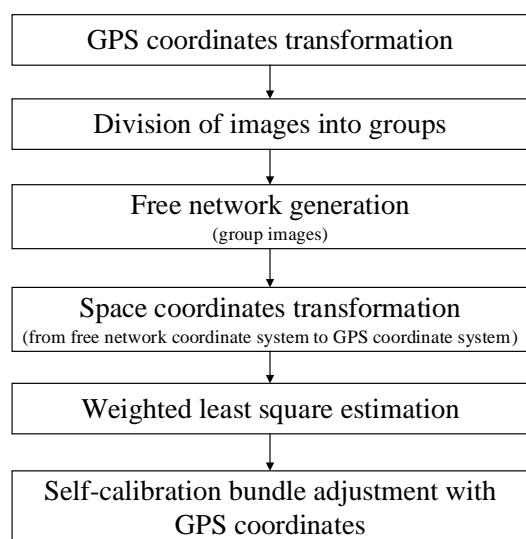 GPS coordinates transformation
Division of images into groups
Free network generation
(group images)
Space coordinates transformation
(from free network coordinate system to GPS coordinate system)
Weighted least square estimation
Self-calibration bundle adjustment with
GPS coordinates